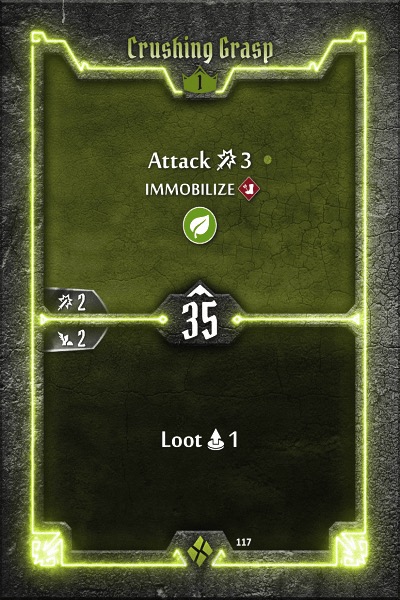 Crushing Grasp
1
Attack 3
IMMOBILIZE
2
35
2
Loot 1
117